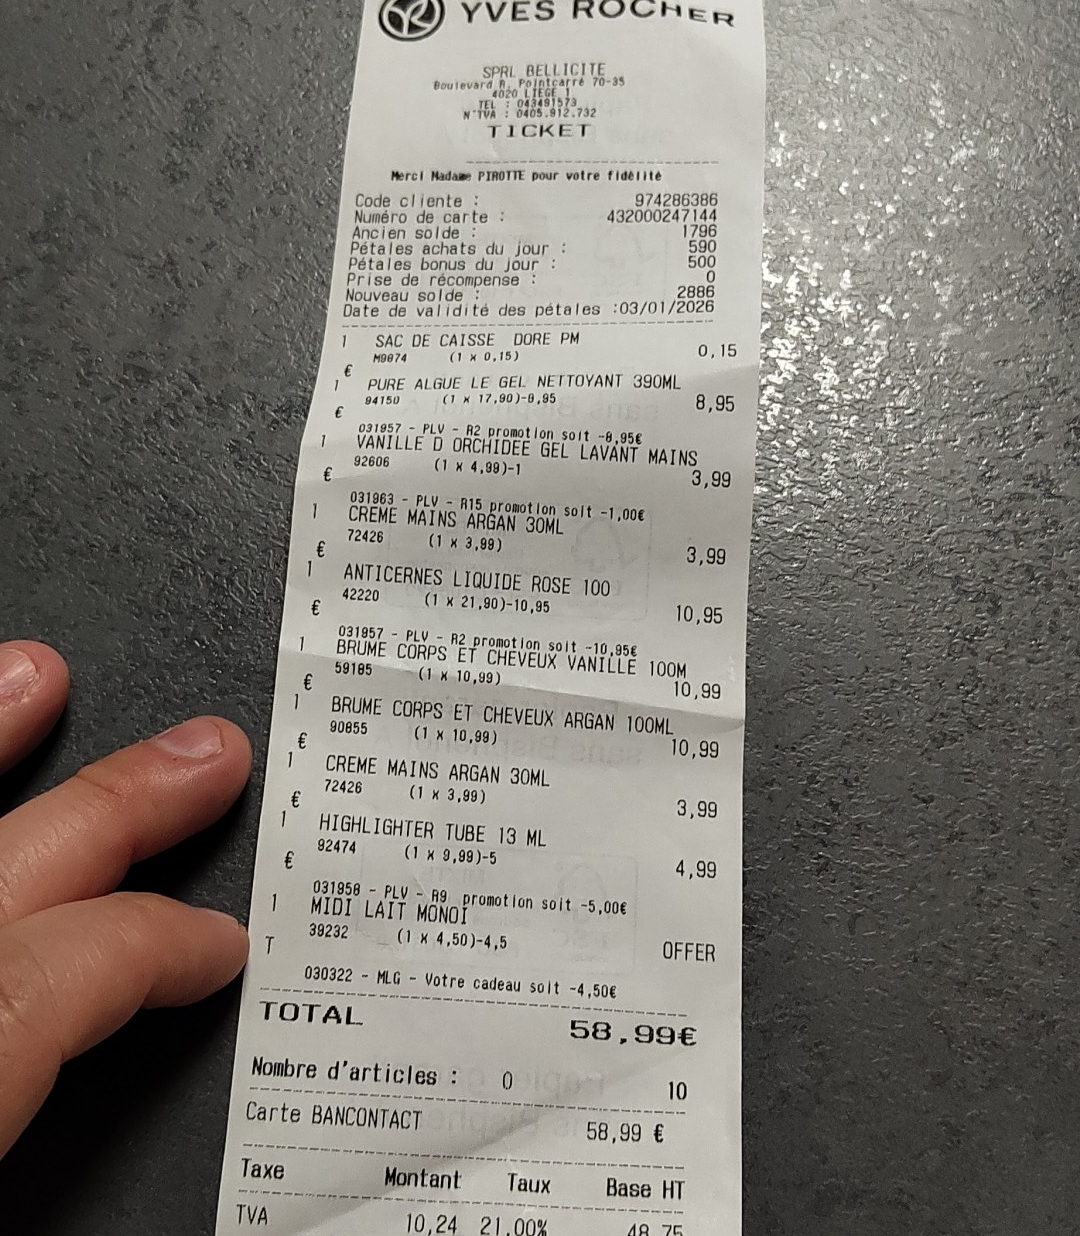 YVES ROCHER
SPRL BELLICITE
Boulevard R. Pointcarré 70-35
4020 LIEGE 1
TEL : 043491573
N°TVA : 0405.912.732
TICKET
Merci Madame PIROTTE pour votre fidélité
Code cliente : 974286386
Numéro de carte : 432000247144
Ancien solde : 1796
Pétales achats du jour : 590
Pétales bonus du jour : 500
Prise de récompense : 0
Nouveau solde : 2886
Date de validité des pétales :03/01/2026
1 SAC DE CAISSE DORE PM
M9874 (1 x 0,15) 0,15
€
1 PURE ALGUE LE GEL NETTOYANT 390ML
94150 (1 x 17,90)-8,95 8,95
€
031957 - PLV - R2 promotion soit -8,95€
1 VANILLE D ORCHIDEE GEL LAVANT MAINS
92606 (1 x 4,99)-1 3,99
€
031963 - PLV - R15 promotion soit -1,00€
1 CREME MAINS ARGAN 30ML
72426 (1 x 3,99) 3,99
€
1 ANTICERNES LIQUIDE ROSE 100
42220 (1 x 21,90)-10,95 10,95
€
031957 - PLV - R2 promotion soit -10,95€
1 BRUME CORPS ET CHEVEUX VANILLE 100M
59185 (1 x 10,99) 10,99
€
1 BRUME CORPS ET CHEVEUX ARGAN 100ML
90855 (1 x 10,99) 10,99
€
1 CREME MAINS ARGAN 30ML
72426 (1 x 3,99) 3,99
€
1 HIGHLIGHTER TUBE 13 ML
92474 (1 x 9,99)-5 4,99
€
031958 - PLV - R9 promotion soit -5,00€
1 MIDI LAIT MONOI
39232 (1 x 4,50)-4,5 OFFER
T
030322 - MLG - Votre cadeau soit -4,50€
TOTAL 58,99€
Nombre d'articles : 0 10
Carte BANCONTACT 58,99 €
Taxe Montant Taux Base HT
TVA 10,24 21,00% 48,75